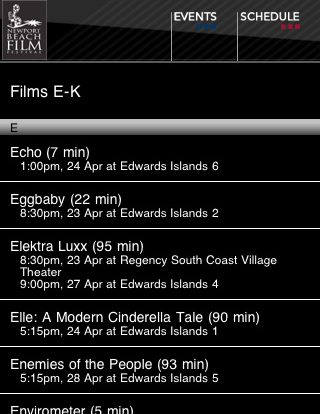 NEWPORT
BEACH
FILM
FESTIVAL
EVENTS
SCHEDULE
Films E-K
E
Echo (7 min)
1:00pm, 24 Apr at Edwards Islands 6
Eggbaby (22 min)
8:30pm, 23 Apr at Edwards Islands 2
Elektra Luxx (95 min)
8:30pm, 23 Apr at Regency South Coast Village
Theater
9:00pm, 27 Apr at Edwards Islands 4
Elle: A Modern Cinderella Tale (90 min)
5:15pm, 24 Apr at Edwards Islands 1
Enemies of the People (93 min)
5:15pm, 28 Apr at Edwards Islands 5
Envirometer (5 min)